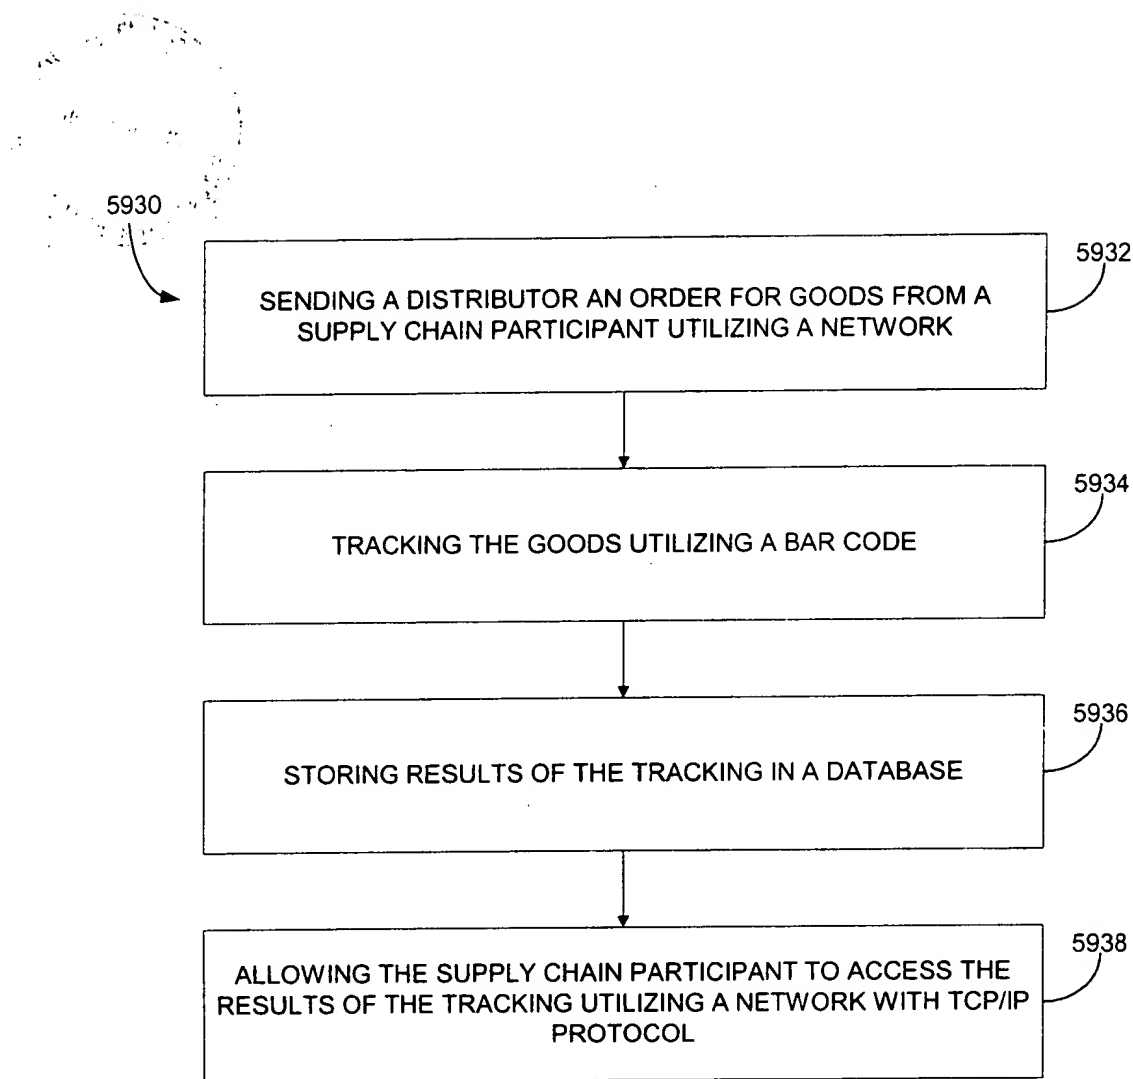 5930
5932
SENDING A DISTRIBUTOR AN ORDER FOR GOODS FROM A
SUPPLY CHAIN PARTICIPANT UTILIZING A NETWORK
5934
TRACKING THE GOODS UTILIZING A BAR CODE
5936
STORING RESULTS OF THE TRACKING IN A DATABASE
5938
ALLOWING THE SUPPLY CHAIN PARTICIPANT TO ACCESS THE
RESULTS OF THE TRACKING UTILIZING A NETWORK WITH TCP/IP
PROTOCOL